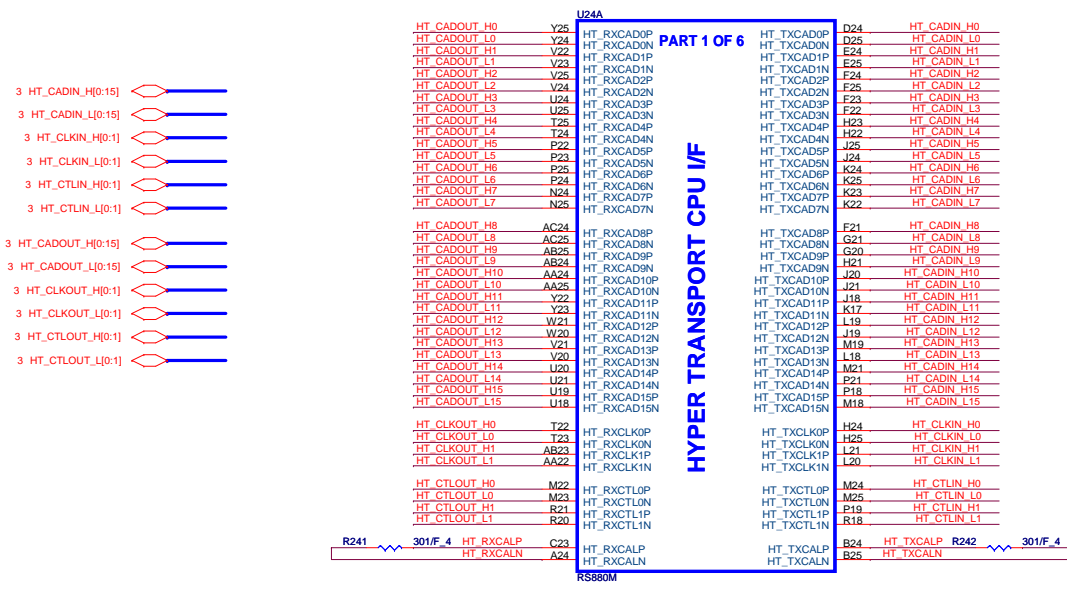 U24A
PART 1 OF 6
HYPER TRANSPORT CPU I/F
3 HT_CADIN_H[0:15]
3 HT_CADIN_L[0:15]
3 HT_CLKIN_H[0:1]
3 HT_CLKIN_L[0:1]
3 HT_CTLIN_H[0:1]
3 HT_CTLIN_L[0:1]
3 HT_CADOUT_H[0:15]
3 HT_CADOUT_L[0:15]
3 HT_CLKOUT_H[0:1]
3 HT_CLKOUT_L[0:1]
3 HT_CTLOUT_H[0:1]
3 HT_CTLOUT_L[0:1]
HT_CADOUT_H0 Y25 HT_RXCAD0P HT_TXCAD0P D24 HT_CADIN_H0
HT_CADOUT_L0 Y24 HT_RXCAD0N HT_TXCAD0N D25 HT_CADIN_L0
HT_CADOUT_H1 V22 HT_RXCAD1P HT_TXCAD1P E24 HT_CADIN_H1
HT_CADOUT_L1 V23 HT_RXCAD1N HT_TXCAD1N E25 HT_CADIN_L1
HT_CADOUT_H2 V25 HT_RXCAD2P HT_TXCAD2P F24 HT_CADIN_H2
HT_CADOUT_L2 V24 HT_RXCAD2N HT_TXCAD2N F25 HT_CADIN_L2
HT_CADOUT_H3 U24 HT_RXCAD3P HT_TXCAD3P F23 HT_CADIN_H3
HT_CADOUT_L3 U25 HT_RXCAD3N HT_TXCAD3N F22 HT_CADIN_L3
HT_CADOUT_H4 T25 HT_RXCAD4P HT_TXCAD4P H23 HT_CADIN_H4
HT_CADOUT_L4 T24 HT_RXCAD4N HT_TXCAD4N H22 HT_CADIN_L4
HT_CADOUT_H5 P22 HT_RXCAD5P HT_TXCAD5P J25 HT_CADIN_H5
HT_CADOUT_L5 P23 HT_RXCAD5N HT_TXCAD5N J24 HT_CADIN_L5
HT_CADOUT_H6 P25 HT_RXCAD6P HT_TXCAD6P K24 HT_CADIN_H6
HT_CADOUT_L6 P24 HT_RXCAD6N HT_TXCAD6N K25 HT_CADIN_L6
HT_CADOUT_H7 N24 HT_RXCAD7P HT_TXCAD7P K23 HT_CADIN_H7
HT_CADOUT_L7 N25 HT_RXCAD7N HT_TXCAD7N K22 HT_CADIN_L7
HT_CADOUT_H8 AC24 HT_RXCAD8P HT_TXCAD8P F21 HT_CADIN_H8
HT_CADOUT_L8 AC25 HT_RXCAD8N HT_TXCAD8N G21 HT_CADIN_L8
HT_CADOUT_H9 AB25 HT_RXCAD9P HT_TXCAD9P G20 HT_CADIN_H9
HT_CADOUT_L9 AB24 HT_RXCAD9N HT_TXCAD9N H21 HT_CADIN_L9
HT_CADOUT_H10 AA24 HT_RXCAD10P HT_TXCAD10P J20 HT_CADIN_H10
HT_CADOUT_L10 AA25 HT_RXCAD10N HT_TXCAD10N J21 HT_CADIN_L10
HT_CADOUT_H11 Y22 HT_RXCAD11P HT_TXCAD11P J18 HT_CADIN_H11
HT_CADOUT_L11 Y23 HT_RXCAD11N HT_TXCAD11N K17 HT_CADIN_L11
HT_CADOUT_H12 W21 HT_RXCAD12P HT_TXCAD12P L19 HT_CADIN_H12
HT_CADOUT_L12 W20 HT_RXCAD12N HT_TXCAD12N J19 HT_CADIN_L12
HT_CADOUT_H13 V21 HT_RXCAD13P HT_TXCAD13P M19 HT_CADIN_H13
HT_CADOUT_L13 V20 HT_RXCAD13N HT_TXCAD13N L18 HT_CADIN_L13
HT_CADOUT_H14 U20 HT_RXCAD14P HT_TXCAD14P M21 HT_CADIN_H14
HT_CADOUT_L14 U21 HT_RXCAD14N HT_TXCAD14N P21 HT_CADIN_L14
HT_CADOUT_H15 U19 HT_RXCAD15P HT_TXCAD15P P18 HT_CADIN_H15
HT_CADOUT_L15 U18 HT_RXCAD15N HT_TXCAD15N M18 HT_CADIN_L15
HT_CLKOUT_H0 T22 HT_RXCLK0P HT_TXCLK0P H24 HT_CLKIN_H0
HT_CLKOUT_L0 T23 HT_RXCLK0N HT_TXCLK0N H25 HT_CLKIN_L0
HT_CLKOUT_H1 AB23 HT_RXCLK1P HT_TXCLK1P L21 HT_CLKIN_H1
HT_CLKOUT_L1 AA22 HT_RXCLK1N HT_TXCLK1N L20 HT_CLKIN_L1
HT_CTLOUT_H0 M22 HT_RXCTL0P HT_TXCTL0P M24 HT_CTLIN_H0
HT_CTLOUT_L0 M23 HT_RXCTL0N HT_TXCTL0N M25 HT_CTLIN_L0
HT_CTLOUT_H1 R21 HT_RXCTL1P HT_TXCTL1P P19 HT_CTLIN_H1
HT_CTLOUT_L1 R20 HT_RXCTL1N HT_TXCTL1N R18 HT_CTLIN_L1
R241 301/F_4 HT_RXCALP C23 HT_RXCALP HT_TXCALP B24 HT_TXCALP R242 301/F_4
HT_RXCALN A24 HT_RXCALN HT_TXCALN B25 HT_TXCALN
RS880M